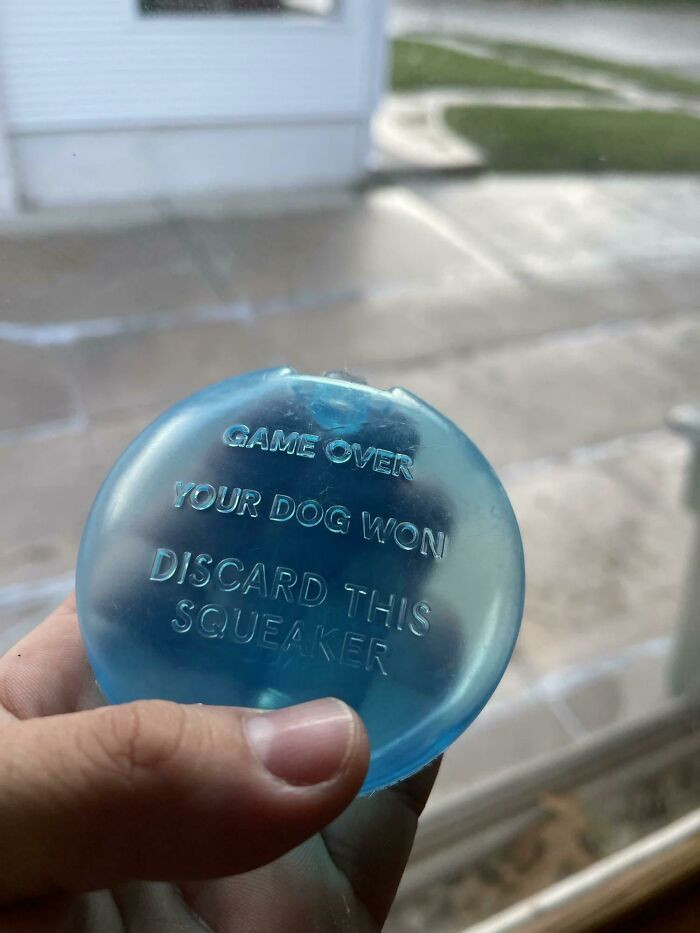 GAME OVER
YOUR DOG WON
DISCARD THIS
SQUEAKER